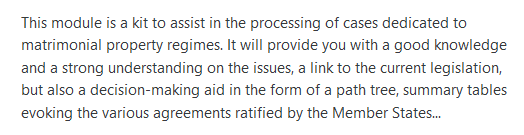 This module is a kit to assist in the processing of cases dedicated to
matrimonial property regimes. It will provide you with a good knowledge
and a strong understanding on the issues, a link to the current legislation,
but also a decision-making aid in the form of a path tree, summary tables
evoking the various agreements ratified by the Member States...